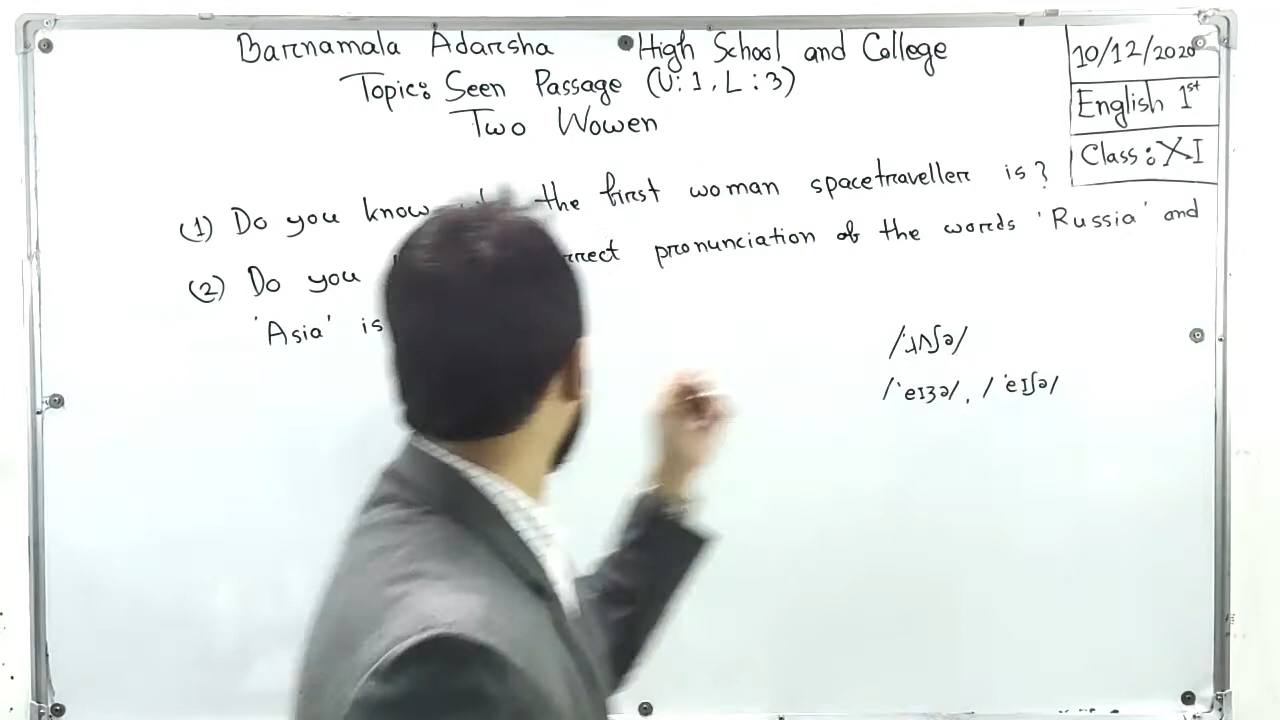 Barnamala Adarsha High School and College
Topic: Seen Passage (U: 1, L: 3)
Two Wowen
10/12/2020
English 1st
Class: XI
(1) Do you know the first woman spacetraveller is?
(2) Do you pronunciation of the words 'Russia' and
'Asia' is
/ˈɹʌʃə/
/ˈeɪʒə/, /ˈeɪʃə/